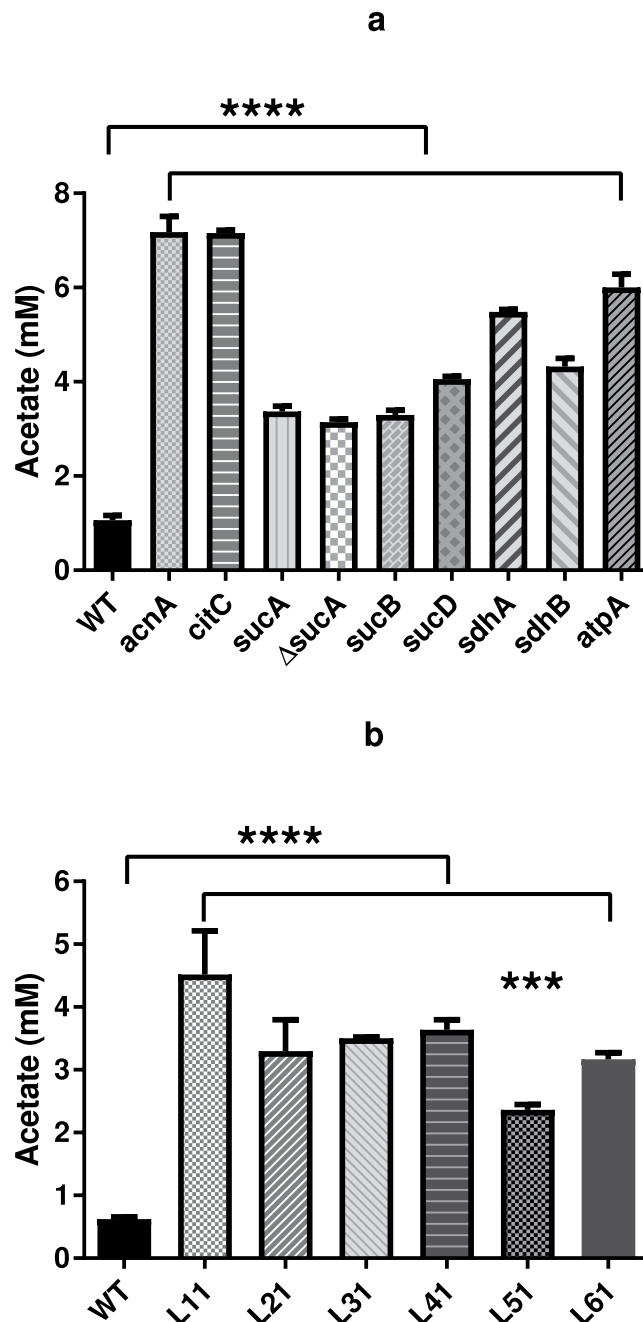 a
****
8
6
4
2
0
Acetate (mM)
WT acnA citC sucA ΔsucA sucB sucD sdhA sdhB atpA
b
****
***
6
5
4
3
2
1
0
Acetate (mM)
WT L11 L21 L31 L41 L51 L61